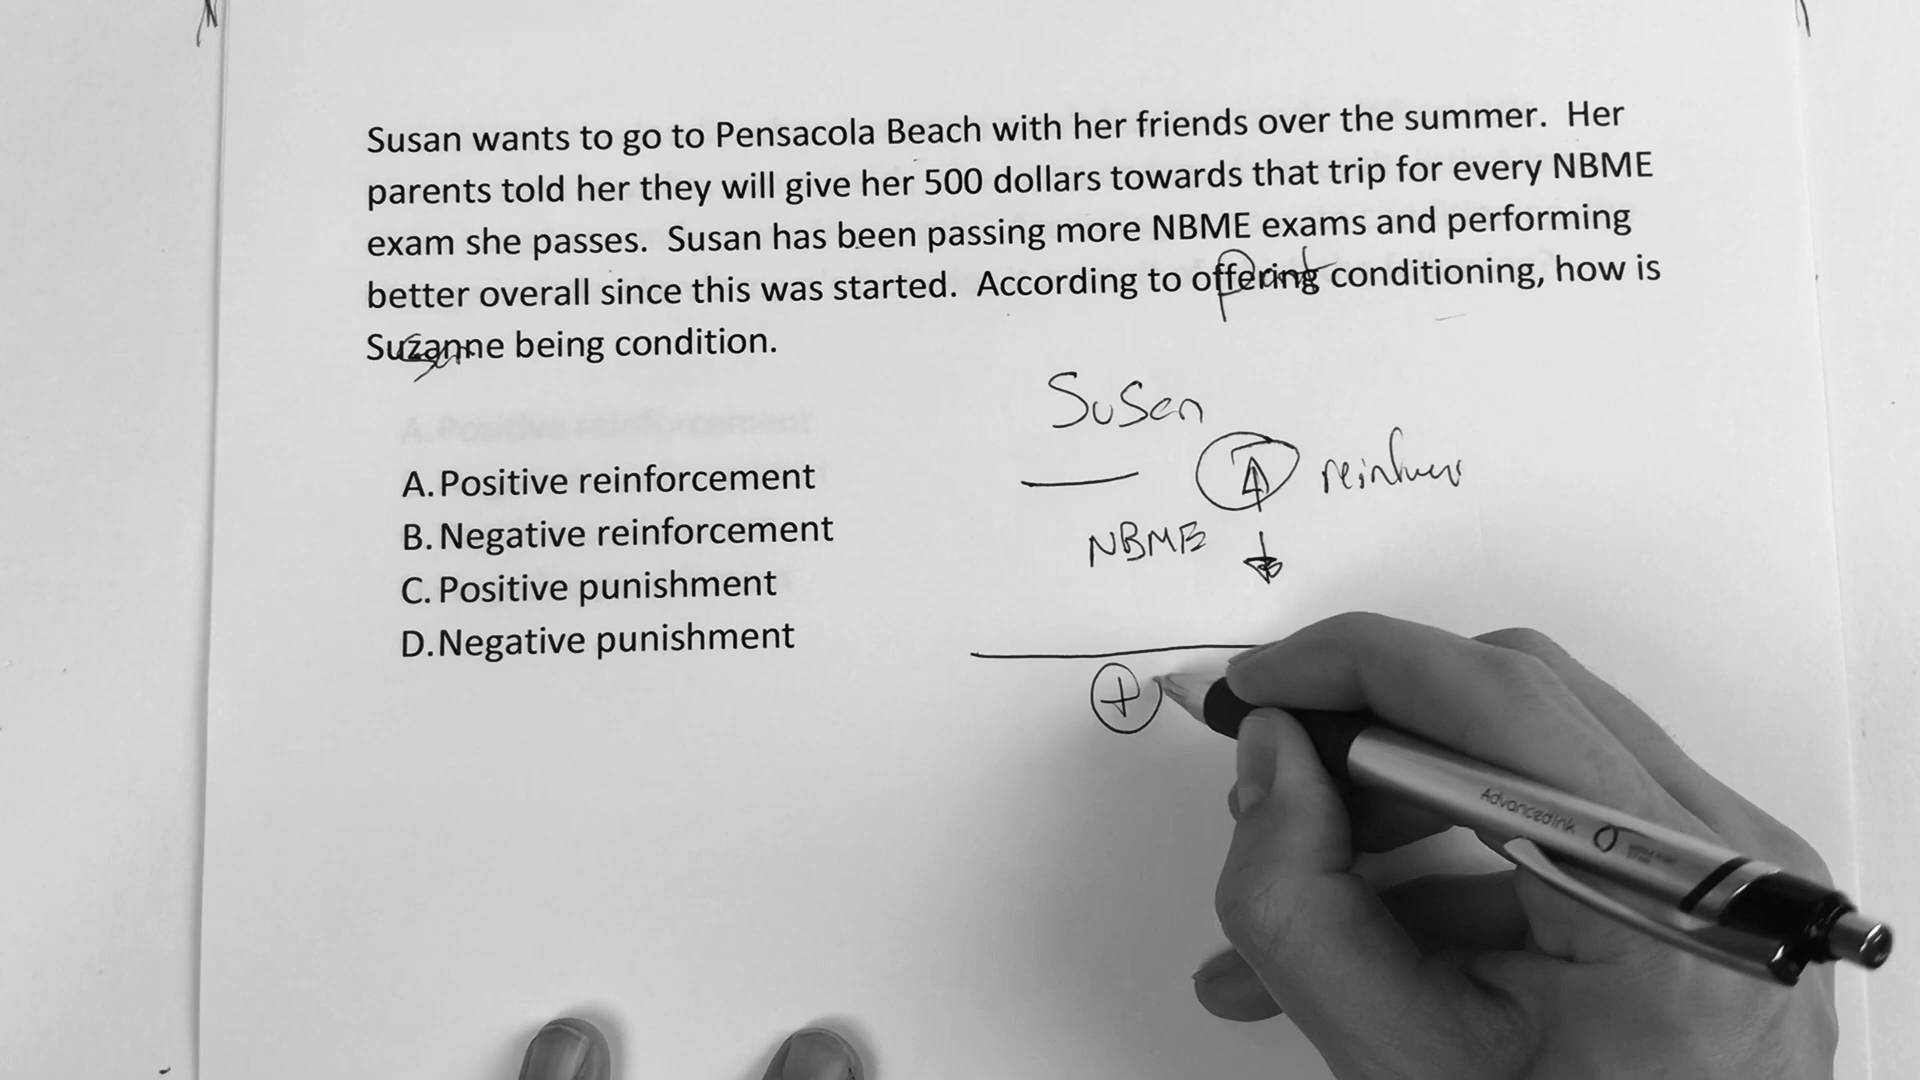 Susan wants to go to Pensacola Beach with her friends over the summer. Her
parents told her they will give her 500 dollars towards that trip for every NBME
exam she passes. Susan has been passing more NBME exams and performing
better overall since this was started. According to offering conditioning, how is
Suzanne being condition.
Susan
A. Positive reinforcement
B. Negative reinforcement
C. Positive punishment
D. Negative punishment
NBME
+
Advanced Ink